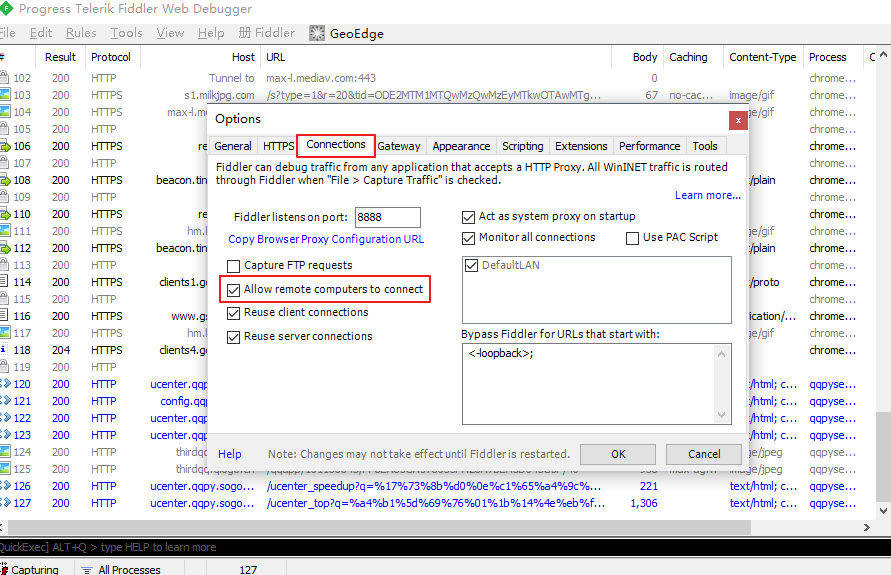 Progress Telerik Fiddler Web Debugger
File Edit Rules Tools View Help 册 Fiddler GeoEdge
# Result Protocol Host URL Body Caching Content-Type Process
102 200 HTTP Tunnel to max-l.mediav.com:443 0 chrome...
103 200 HTTPS s1.milkjpg.com /s?type=1&r=20&tid=ODE2MTM1MTQwMzQwMzEyMTkwOTAwMTg... 67 no-cac... image/gif chrome...
104 200 HTTPS max-l.me image/gif chrome...
105 200 HTTP chrome...
106 200 HTTPS re chrome...
107 200 HTTP chrome...
108 200 HTTPS beacon.tin /plain chrome...
109 200 HTTP chrome...
110 200 HTTPS re chrome...
111 200 HTTPS hm.l e/gif chrome...
112 200 HTTPS beacon.tin /plain chrome...
113 200 HTTP chrome...
114 200 HTTPS clients1.go /proto chrome...
115 200 HTTP chrome...
116 200 HTTPS www.gs ication/... chrome...
117 200 HTTPS hm.l e/gif chrome...
118 204 HTTPS clients4.go chrome...
119 200 HTTP chrome...
120 200 HTTP ucenter.qqp t/html; c... qqpyse...
121 200 HTTP config.qqp t/html; c... qqpyse...
122 200 HTTP ucenter.qqp t/html; c... qqpyse...
123 200 HTTP ucenter.qqp t/html; c... qqpyse...
124 200 HTTP thirdqq e/jpeg qqpyse...
125 200 HTTP image/jpeg qqpyse...
126 200 HTTP ucenter.qqpy.sogo... /ucenter_speedup?q=%17%73%8b%d0%0e%c1%65%a4%9c%... 221 text/html; c... qqpyse...
127 200 HTTP ucenter.qqpy.sogo... /ucenter_top?q=%a4%b1%5d%69%76%01%1b%14%4e%eb%f... 1,306 text/html; c... qqpyse...
Options
x
General HTTPS Connections Gateway Appearance Scripting Extensions Performance Tools
Fiddler can debug traffic from any application that accepts a HTTP Proxy. All WinINET traffic is routed
through Fiddler when "File > Capture Traffic" is checked.
Learn more...
Fiddler listens on port: 8888
Copy Browser Proxy Configuration URL
Capture FTP requests
Allow remote computers to connect
Reuse client connections
Reuse server connections
Act as system proxy on startup
Monitor all connections Use PAC Script
DefaultLAN
Bypass Fiddler for URLs that start with:
<-loopback>;
Help Note: Changes may not take effect until Fiddler is restarted. OK Cancel
QuickExec] ALT+Q > type HELP to learn more
Capturing All Processes 127